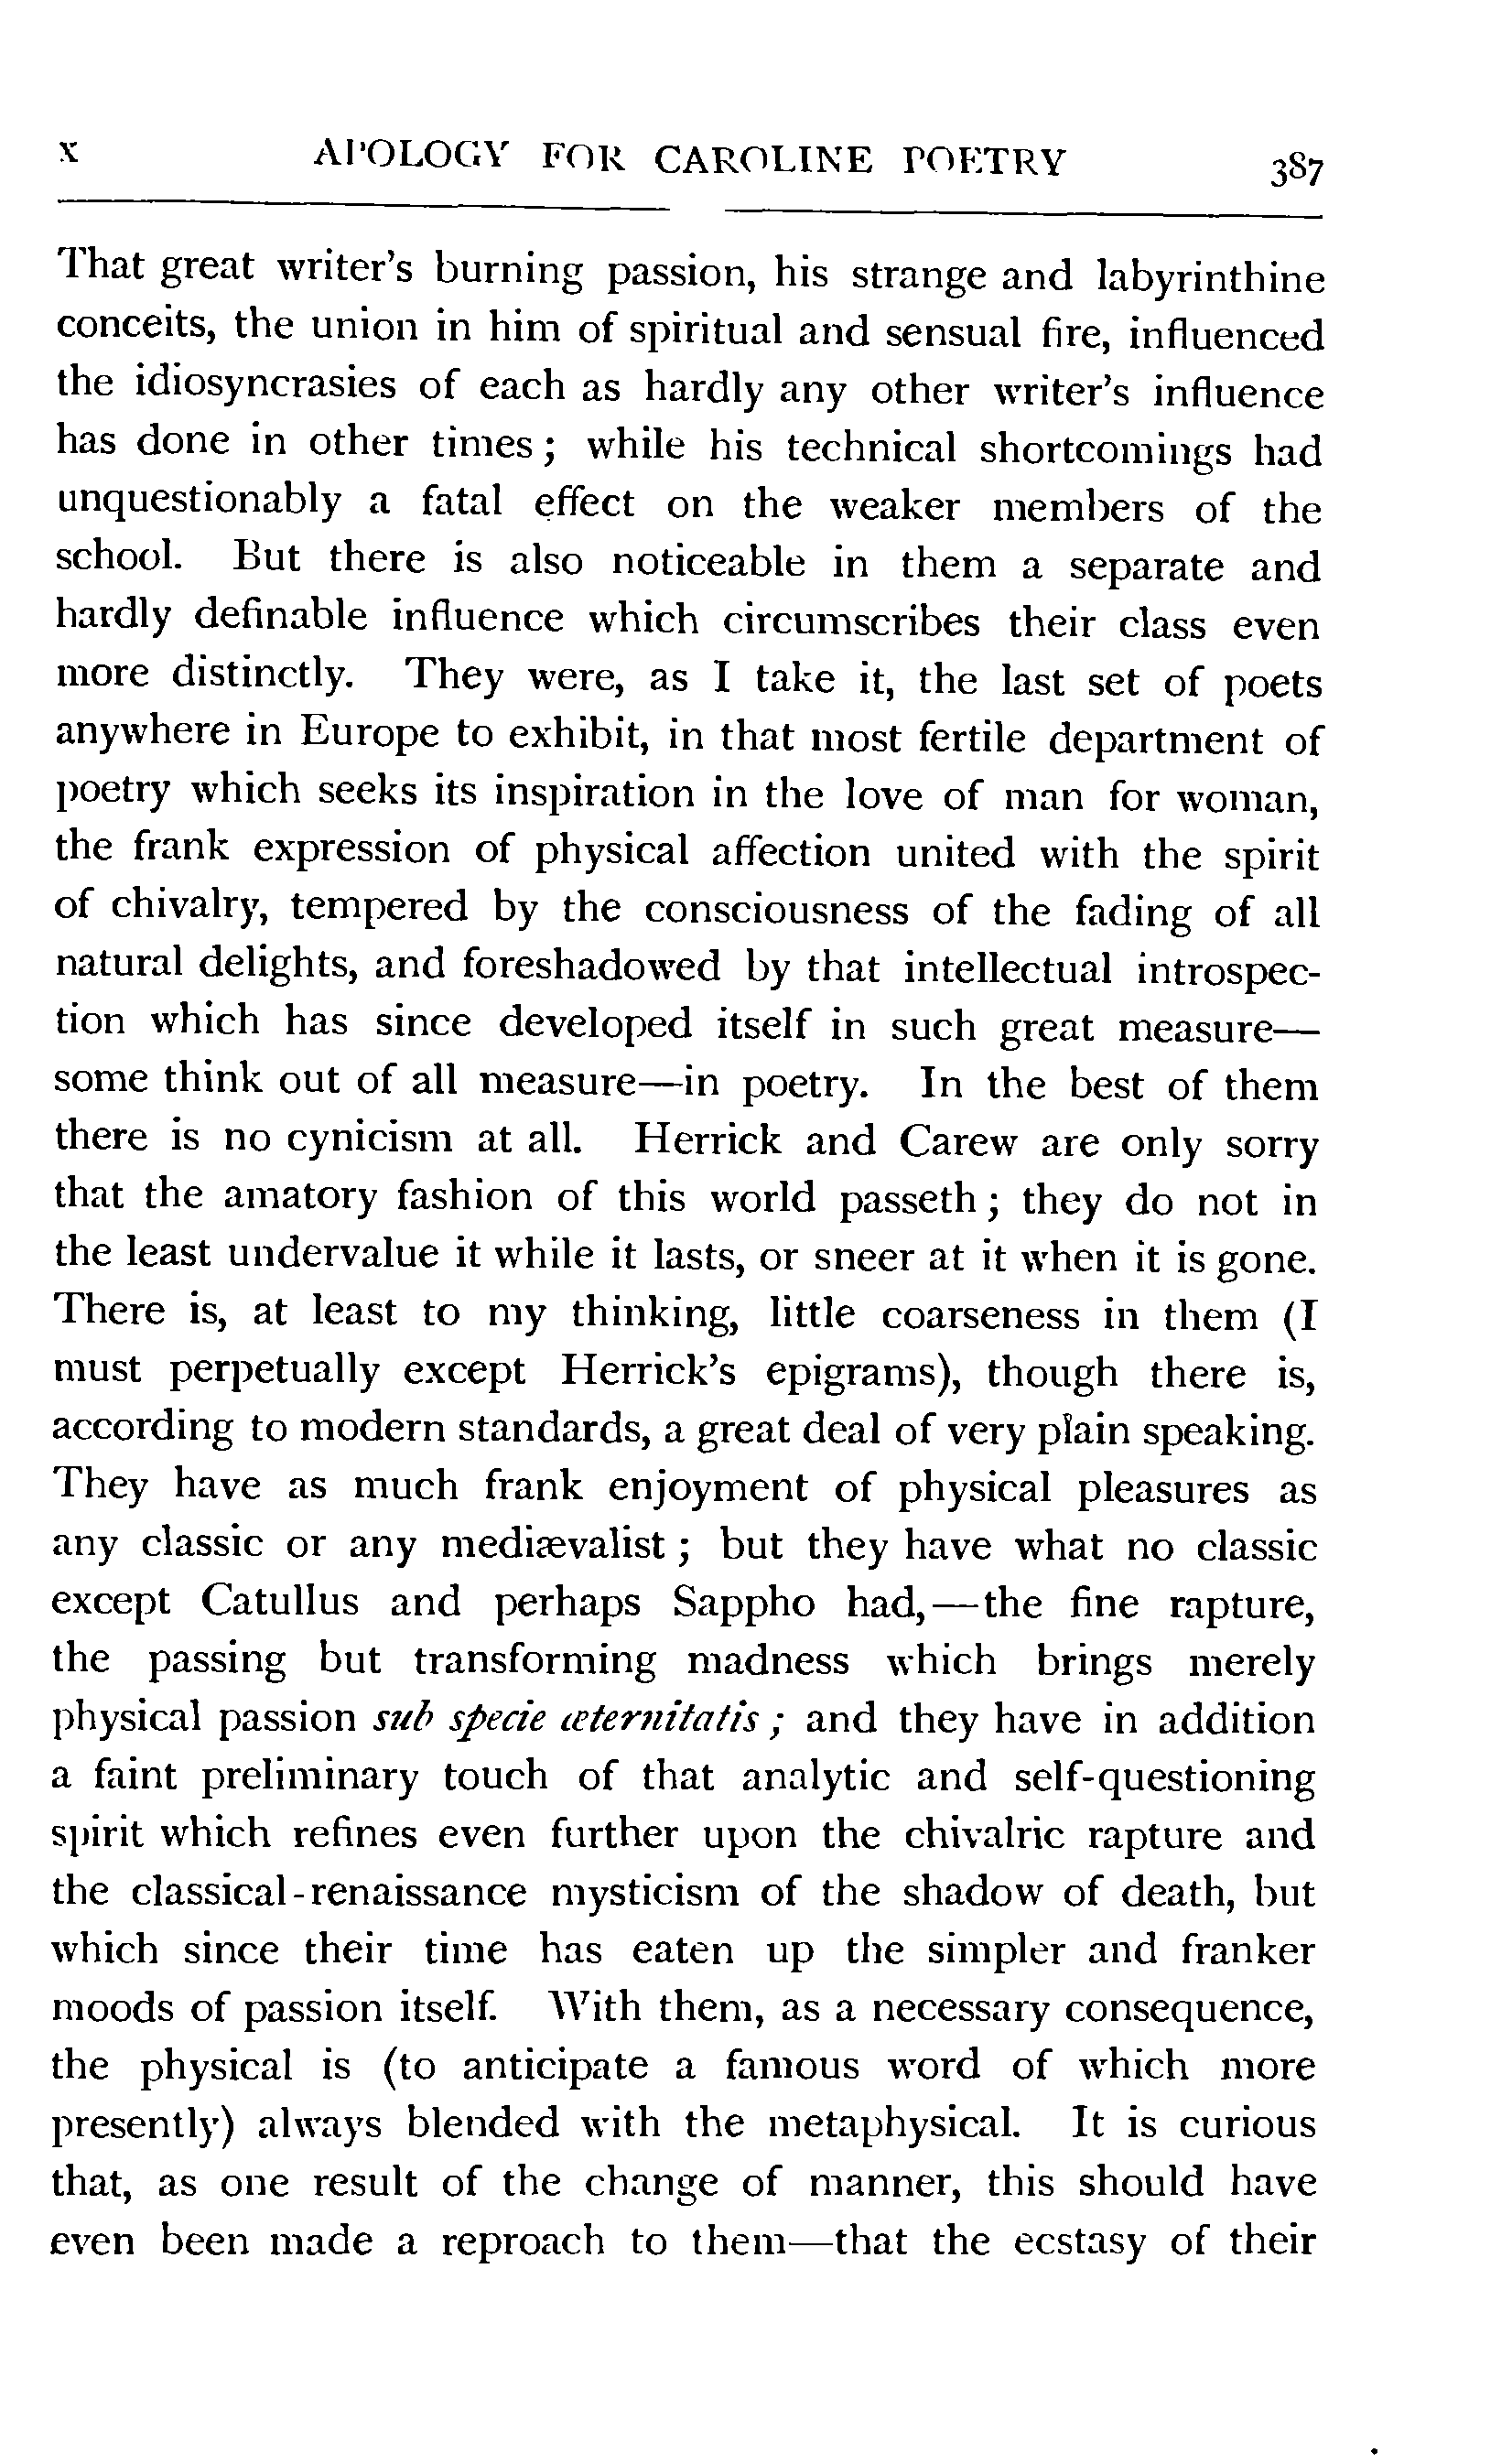 x APOLOGY FOR CAROLINE POETRY 387
That great writer's burning passion, his strange and labyrinthine
conceits, the union in him of spiritual and sensual fire, influenced
the idiosyncrasies of each as hardly any other writer's influence
has done in other times; while his technical shortcomings had
unquestionably a fatal effect on the weaker members of the
school. But there is also noticeable in them a separate and
hardly definable influence which circumscribes their class even
more distinctly. They were, as I take it, the last set of poets
anywhere in Europe to exhibit, in that most fertile department of
poetry which seeks its inspiration in the love of man for woman,
the frank expression of physical affection united with the spirit
of chivalry, tempered by the consciousness of the fading of all
natural delights, and foreshadowed by that intellectual introspec-
tion which has since developed itself in such great measure—
some think out of all measure—in poetry. In the best of them
there is no cynicism at all. Herrick and Carew are only sorry
that the amatory fashion of this world passeth; they do not in
the least undervalue it while it lasts, or sneer at it when it is gone.
There is, at least to my thinking, little coarseness in them (I
must perpetually except Herrick's epigrams), though there is,
according to modern standards, a great deal of very plain speaking.
They have as much frank enjoyment of physical pleasures as
any classic or any mediævalist; but they have what no classic
except Catullus and perhaps Sappho had,—the fine rapture,
the passing but transforming madness which brings merely
physical passion sub specie æternitatis; and they have in addition
a faint preliminary touch of that analytic and self-questioning
spirit which refines even further upon the chivalric rapture and
the classical-renaissance mysticism of the shadow of death, but
which since their time has eaten up the simpler and franker
moods of passion itself. With them, as a necessary consequence,
the physical is (to anticipate a famous word of which more
presently) always blended with the metaphysical. It is curious
that, as one result of the change of manner, this should have
even been made a reproach to them—that the ecstasy of their